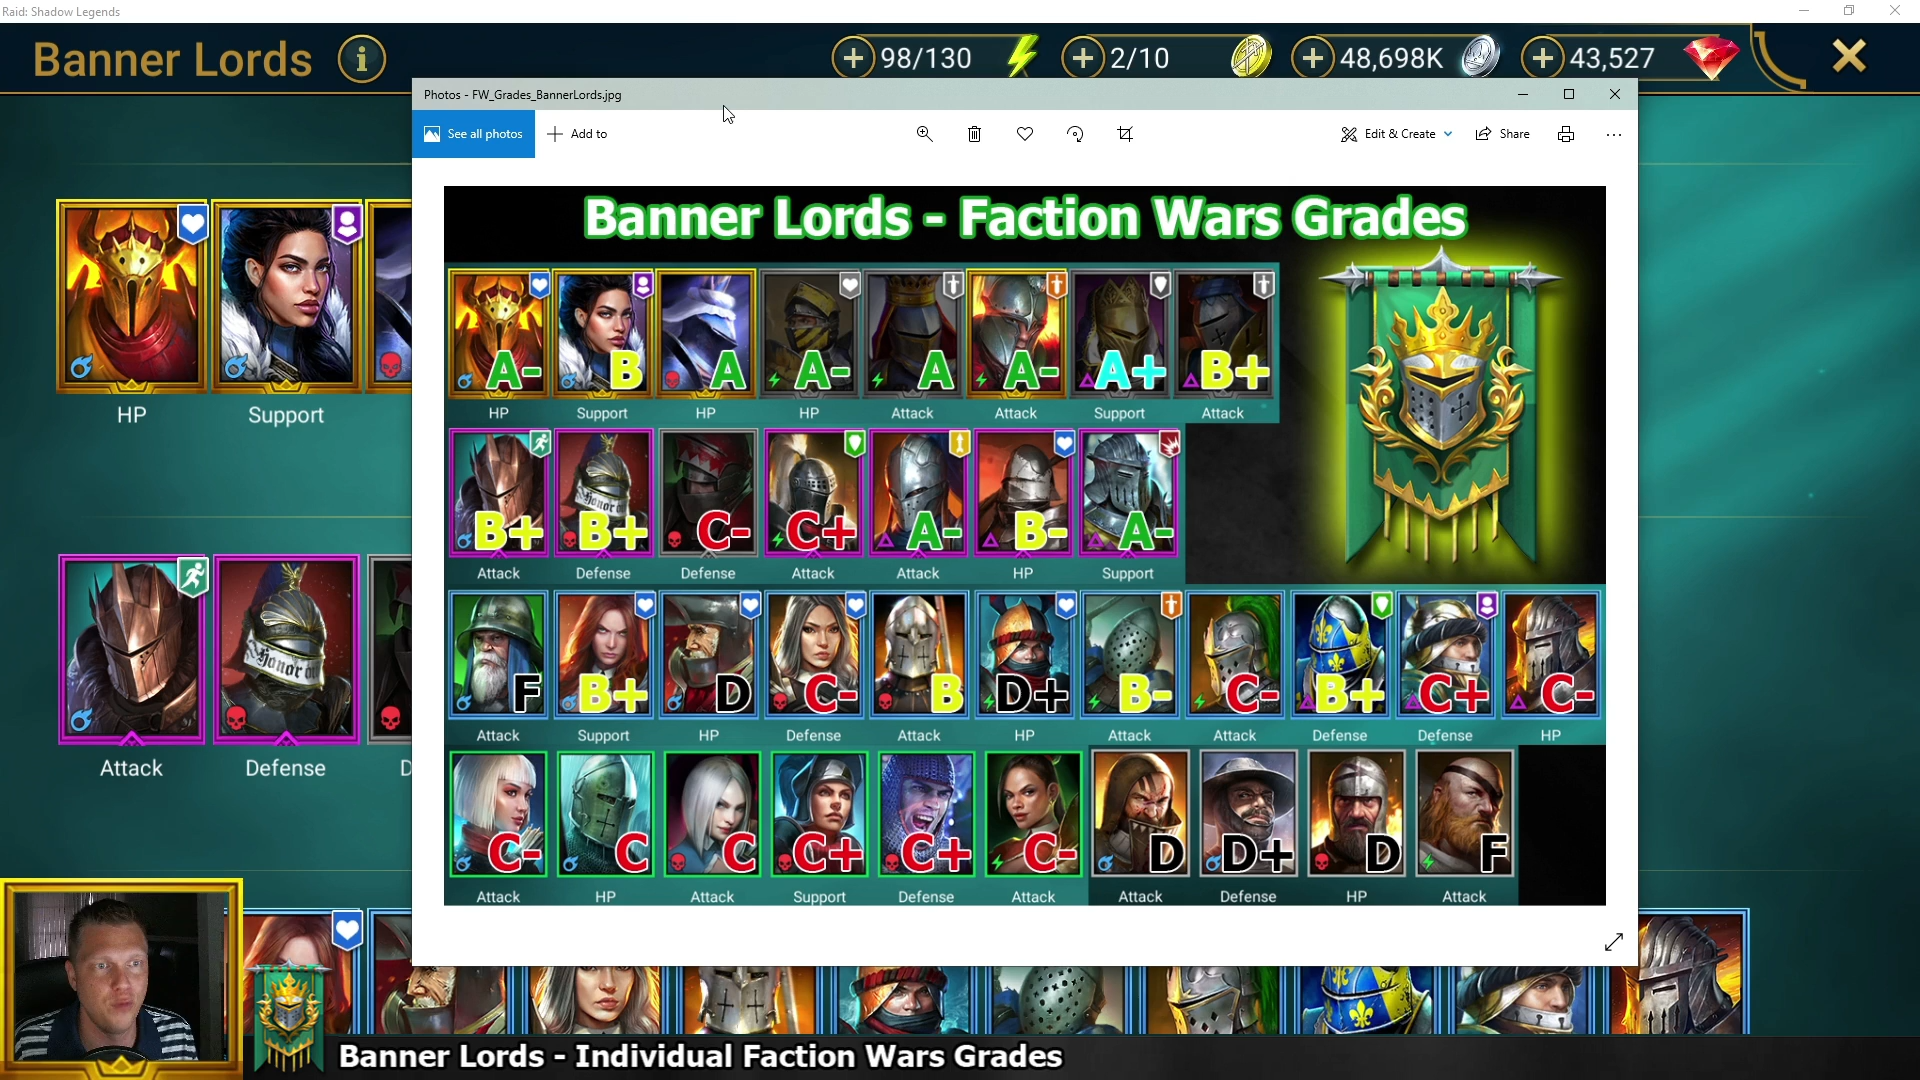 Raid: Shadow Legends
Banner Lords
98/130
2/10
48,698K
43,527
Photos - FW_Grades_BannerLords.jpg
See all photos
Add to
Edit & Create
Share
Banner Lords - Faction Wars Grades
A- B A A- A A- A+ B+
HP Support HP HP Attack Attack Support Attack
B+ B+ C- C+ A- B- A-
Attack Defense Defense Attack Attack HP Support
F B+ D C- B D+ B- C- B+ C+ C-
Attack Support HP Defense Attack HP Attack Attack Defense Defense HP
C- C C C+ C+ C- D D+ D F
Attack HP Attack Support Defense Attack Attack Defense HP Attack
HP Support
Honor
Attack Defense D
Banner Lords - Individual Faction Wars Grades